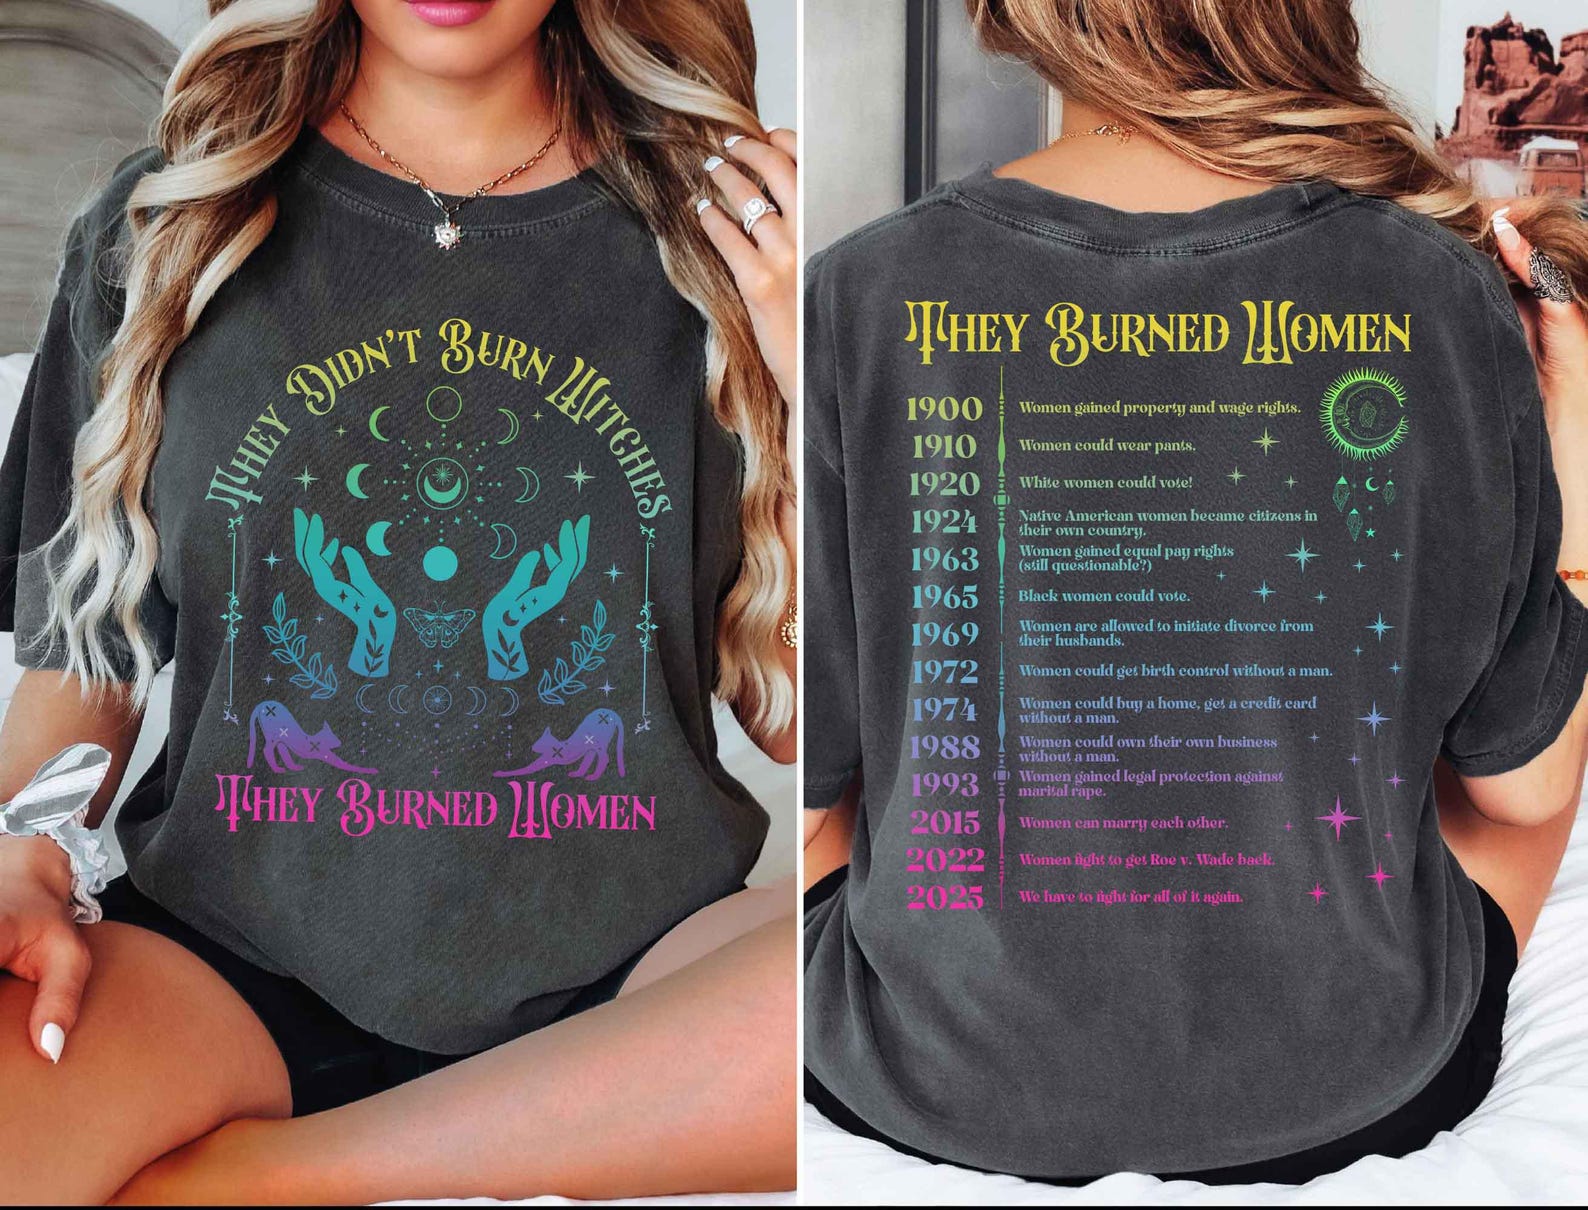 They Didn't Burn Witches
They Burned Women
They Burned Women
1900 Women gained property and wage rights.
1910 Women could wear pants.
1920 White women could vote!
1924 Native American women became citizens in
their own country.
1963 Women gained equal pay rights
(still questionable?)
1965 Black women could vote.
1969 Women are allowed to initiate divorce from
their husbands.
1972 Women could get birth control without a man.
1974 Women could buy a home, get a credit card
without a man.
1988 Women could own their own business
without a man.
1993 Women gained legal protection against
marital rape.
2015 Women can marry each other.
2022 Women fight to get Roe v. Wade back.
2025 We have to fight for all of it again.